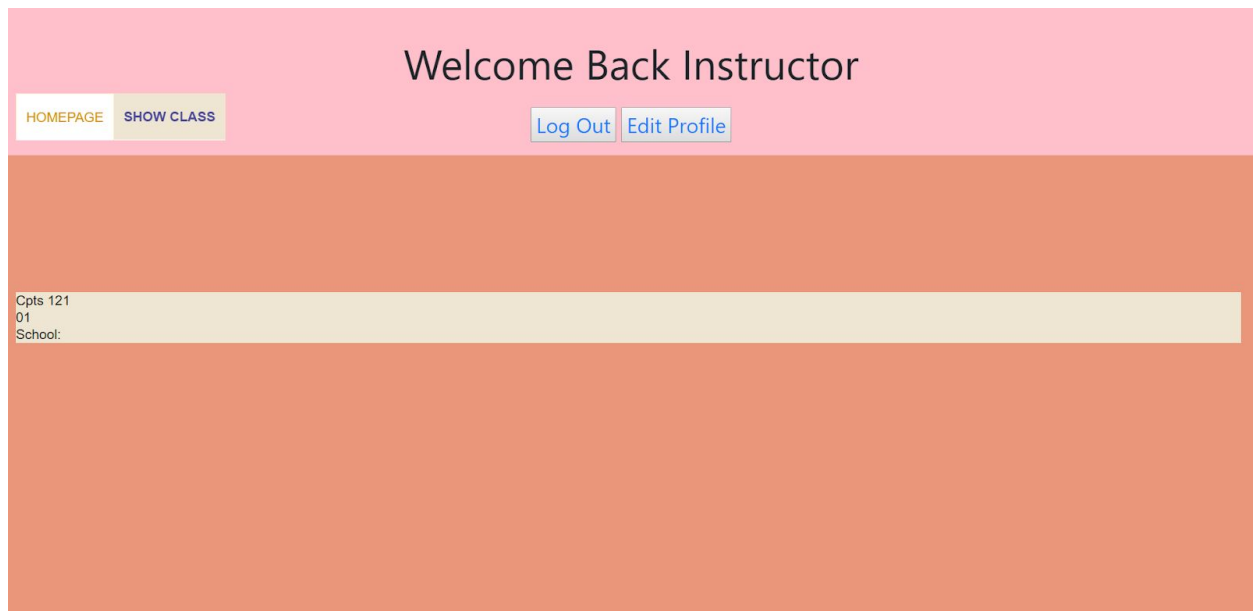 Welcome Back Instructor
HOMEPAGE SHOW CLASS
Log Out Edit Profile
Cpts 121
01
School: